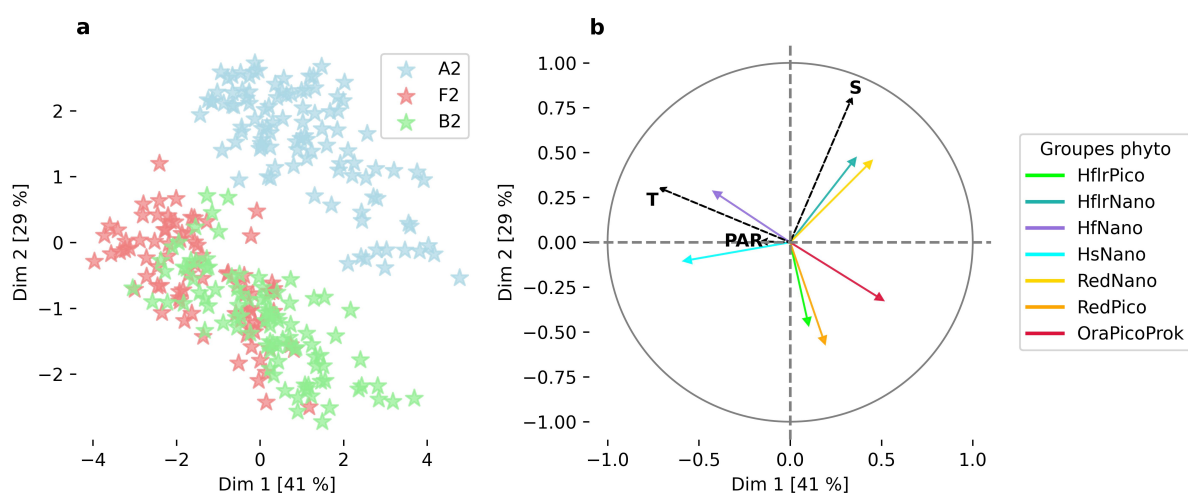 a
A2
F2
B2
2
1
0
−1
−2
Dim 2 [29 %]
−4
−2
0
2
4
Dim 1 [41 %]
b
1.00
0.75
0.50
0.25
0.00
−0.25
−0.50
−0.75
−1.00
Dim 2 [29 %]
S
T
PAR
−1.0
−0.5
0.0
0.5
1.0
Dim 1 [41 %]
Groupes phyto
HflrPico
HflrNano
HfNano
HsNano
RedNano
RedPico
OraPicoProk